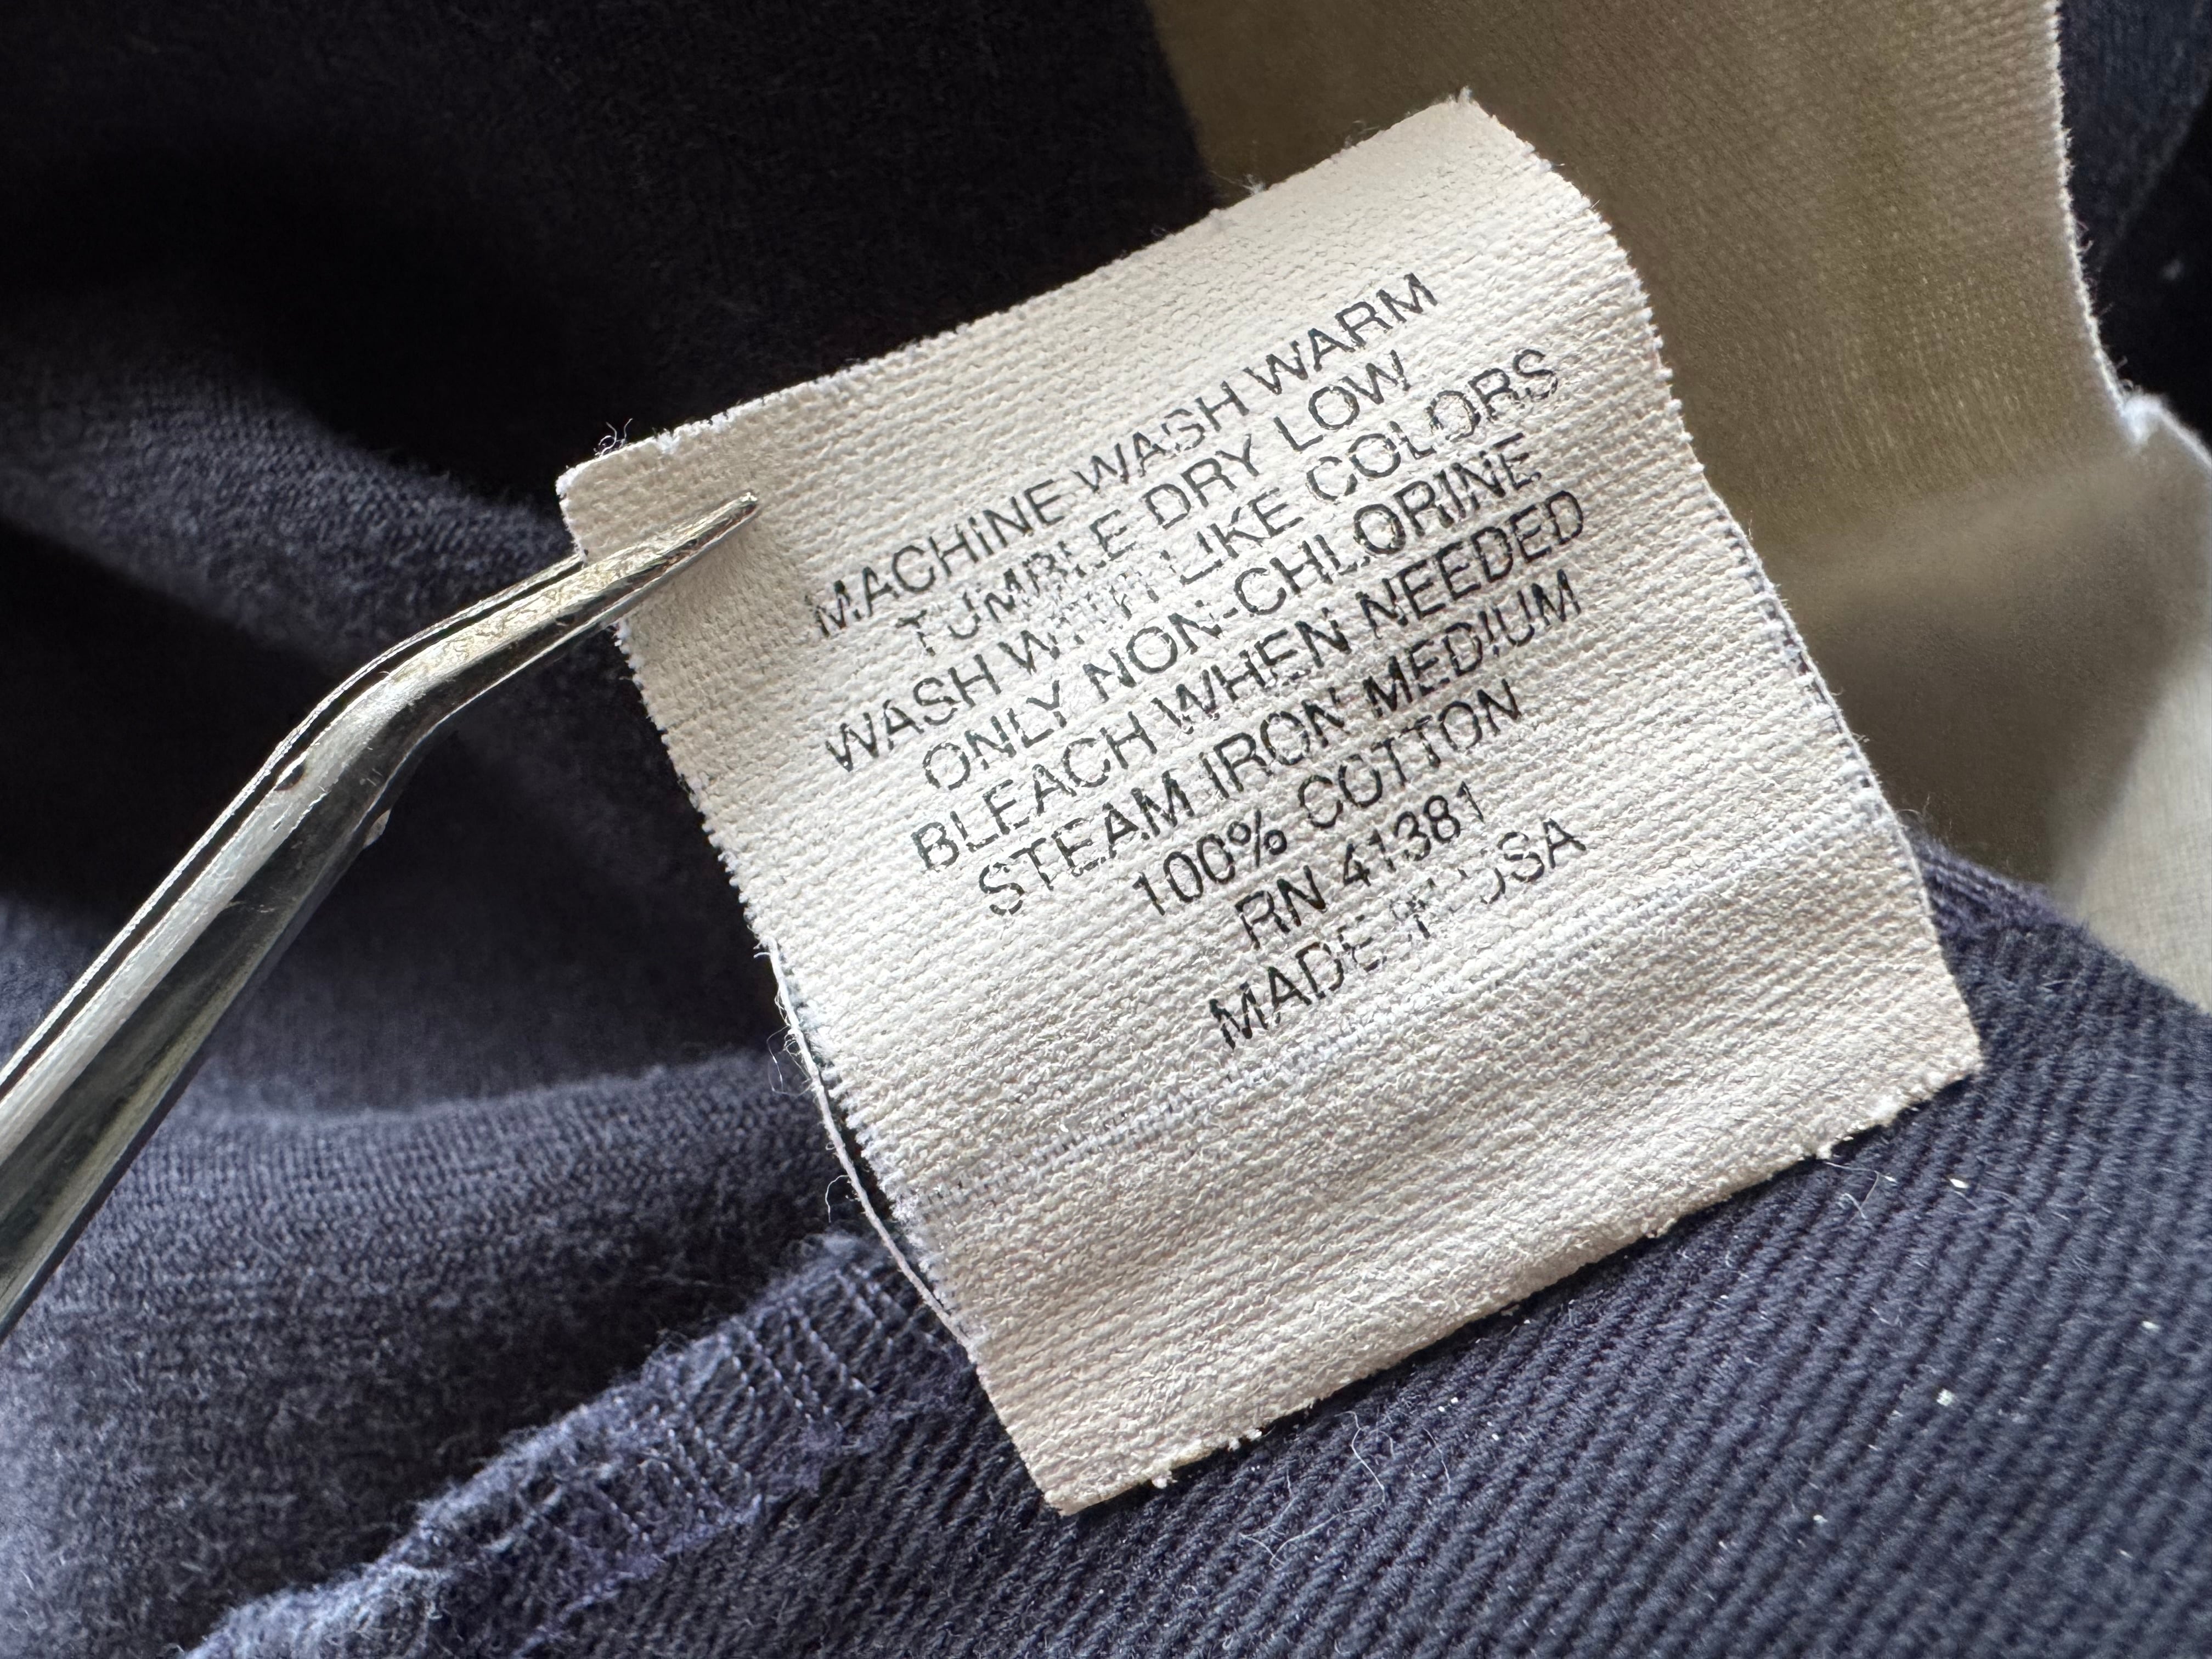 MACHINE WASH WARM
TUMBLE DRY LOW
WASH WITH LIKE COLORS
ONLY NON-CHLORINE
BLEACH WHEN NEEDED
STEAM IRON MEDIUM
100% COTTON
RN 41381
MADE IN USA